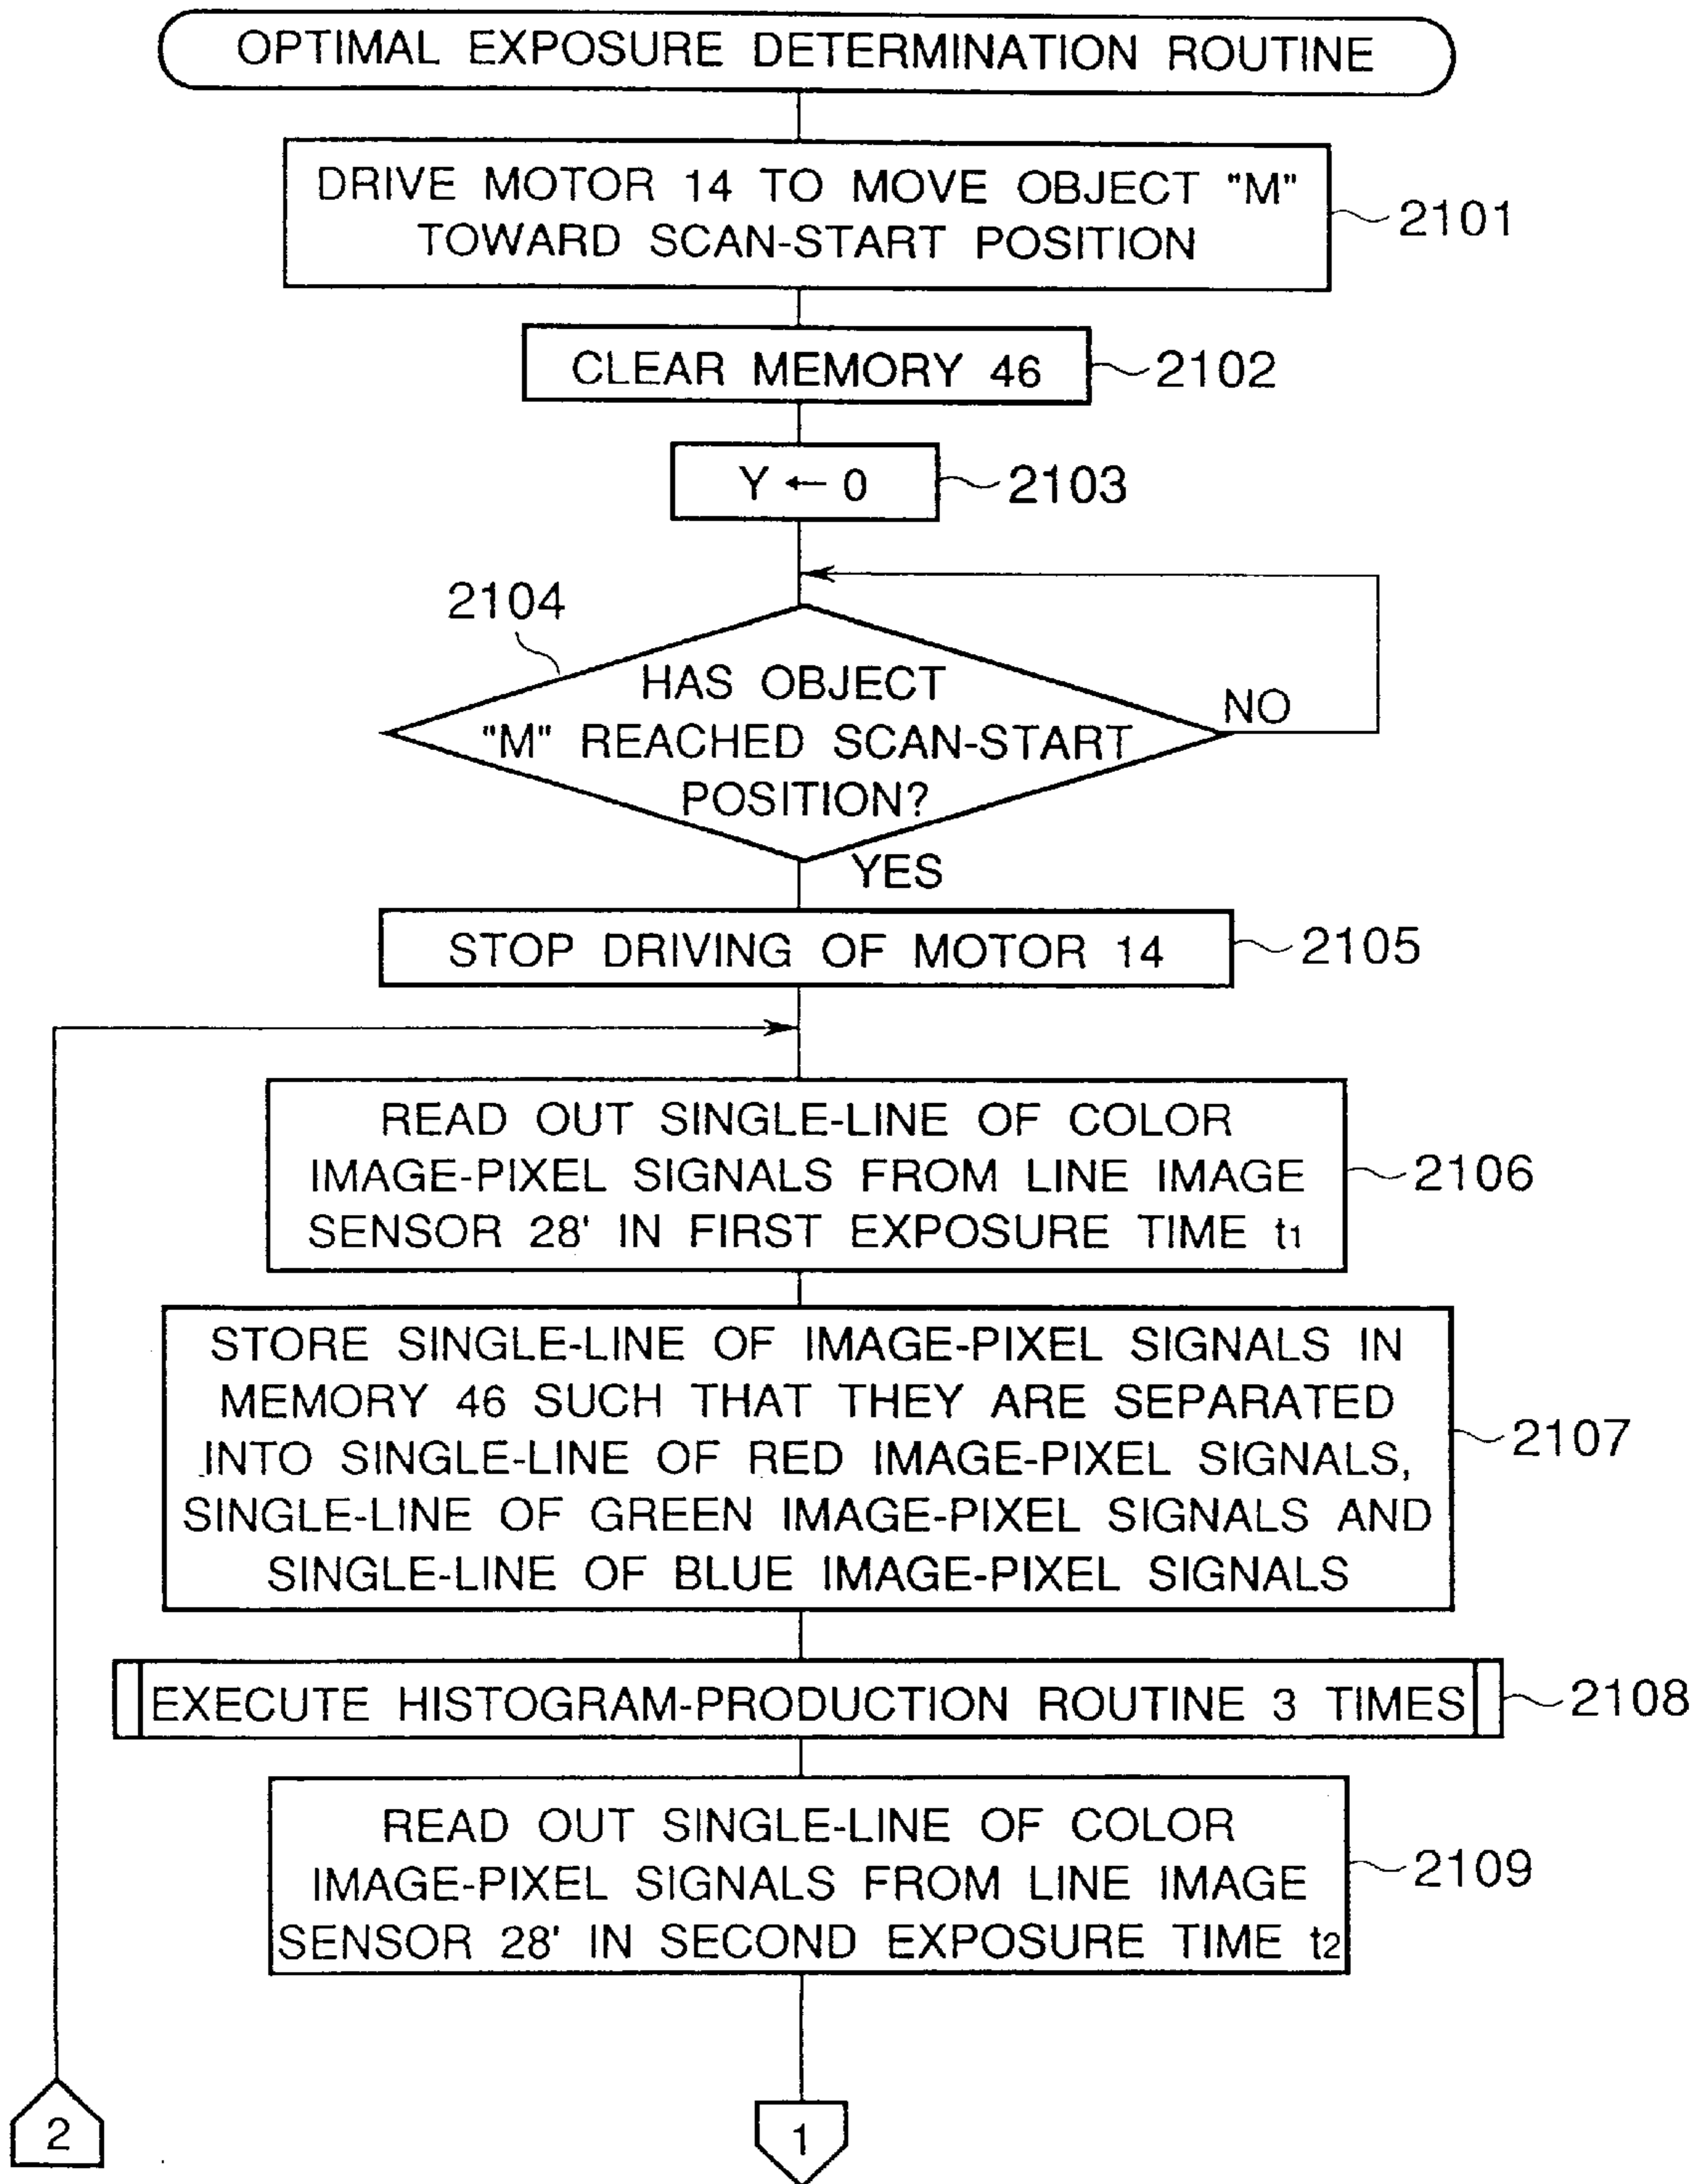 OPTIMAL EXPOSURE DETERMINATION ROUTINE
DRIVE MOTOR 14 TO MOVE OBJECT "M"
TOWARD SCAN-START POSITION
2101
CLEAR MEMORY 46
2102
Y ← 0
2103
2104
HAS OBJECT
"M" REACHED SCAN-START
POSITION?
NO
YES
STOP DRIVING OF MOTOR 14
2105
READ OUT SINGLE-LINE OF COLOR
IMAGE-PIXEL SIGNALS FROM LINE IMAGE
SENSOR 28' IN FIRST EXPOSURE TIME t1
2106
STORE SINGLE-LINE OF IMAGE-PIXEL SIGNALS IN
MEMORY 46 SUCH THAT THEY ARE SEPARATED
INTO SINGLE-LINE OF RED IMAGE-PIXEL SIGNALS,
SINGLE-LINE OF GREEN IMAGE-PIXEL SIGNALS AND
SINGLE-LINE OF BLUE IMAGE-PIXEL SIGNALS
2107
EXECUTE HISTOGRAM-PRODUCTION ROUTINE 3 TIMES
2108
READ OUT SINGLE-LINE OF COLOR
IMAGE-PIXEL SIGNALS FROM LINE IMAGE
SENSOR 28' IN SECOND EXPOSURE TIME t2
2109
2
1